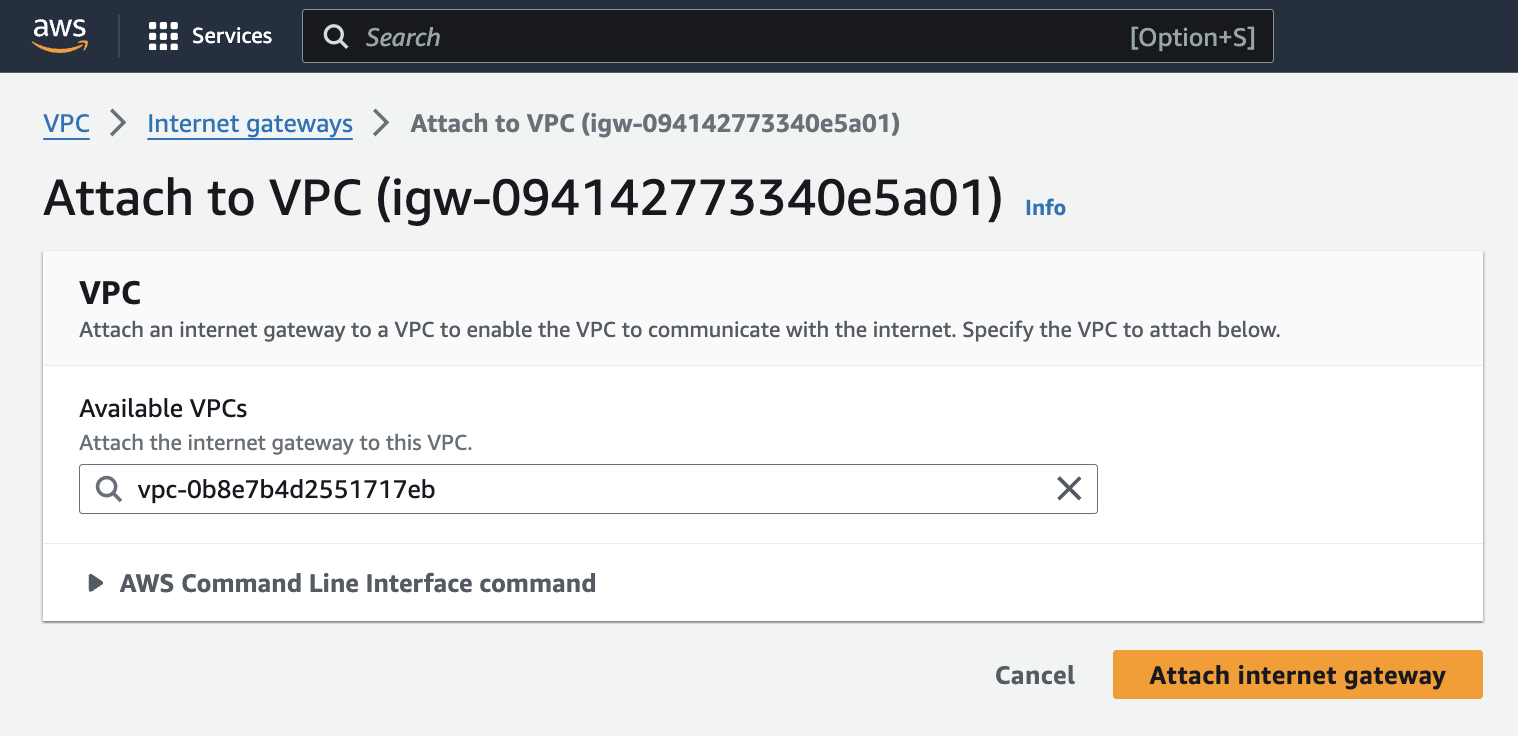 aws
Services
Search
[Option+S]
VPC
Internet gateways
Attach to VPC (igw-094142773340e5a01)
Attach to VPC (igw-094142773340e5a01)
Info
VPC
Attach an internet gateway to a VPC to enable the VPC to communicate with the internet. Specify the VPC to attach below.
Available VPCs
Attach the internet gateway to this VPC.
vpc-0b8e7b4d2551717eb
AWS Command Line Interface command
Cancel
Attach internet gateway